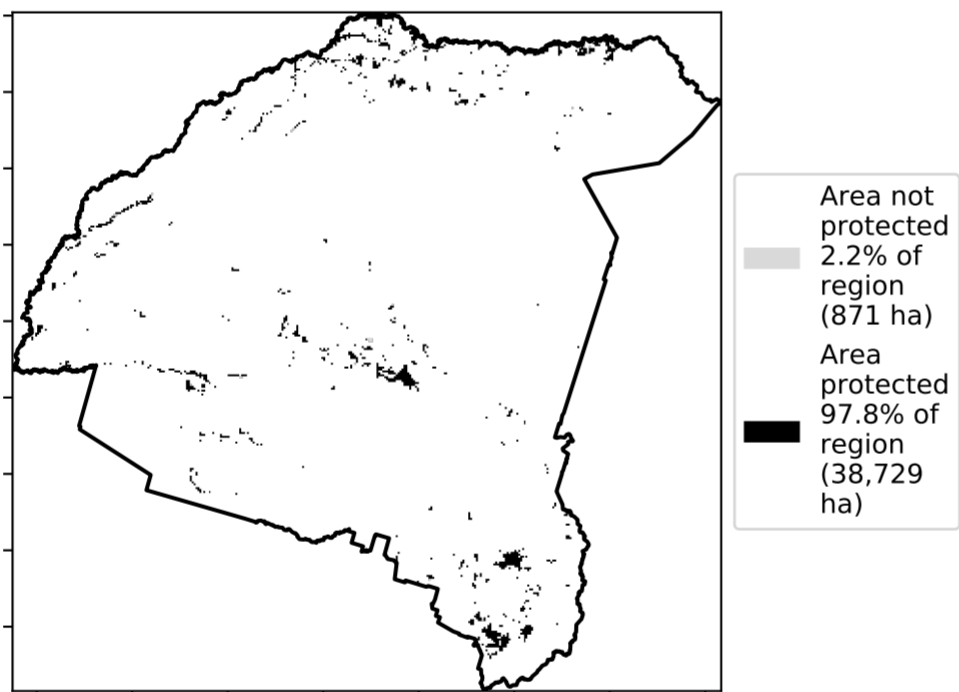 Area not
protected
2.2% of
region
(871 ha)
Area
protected
97.8% of
region
(38,729
ha)